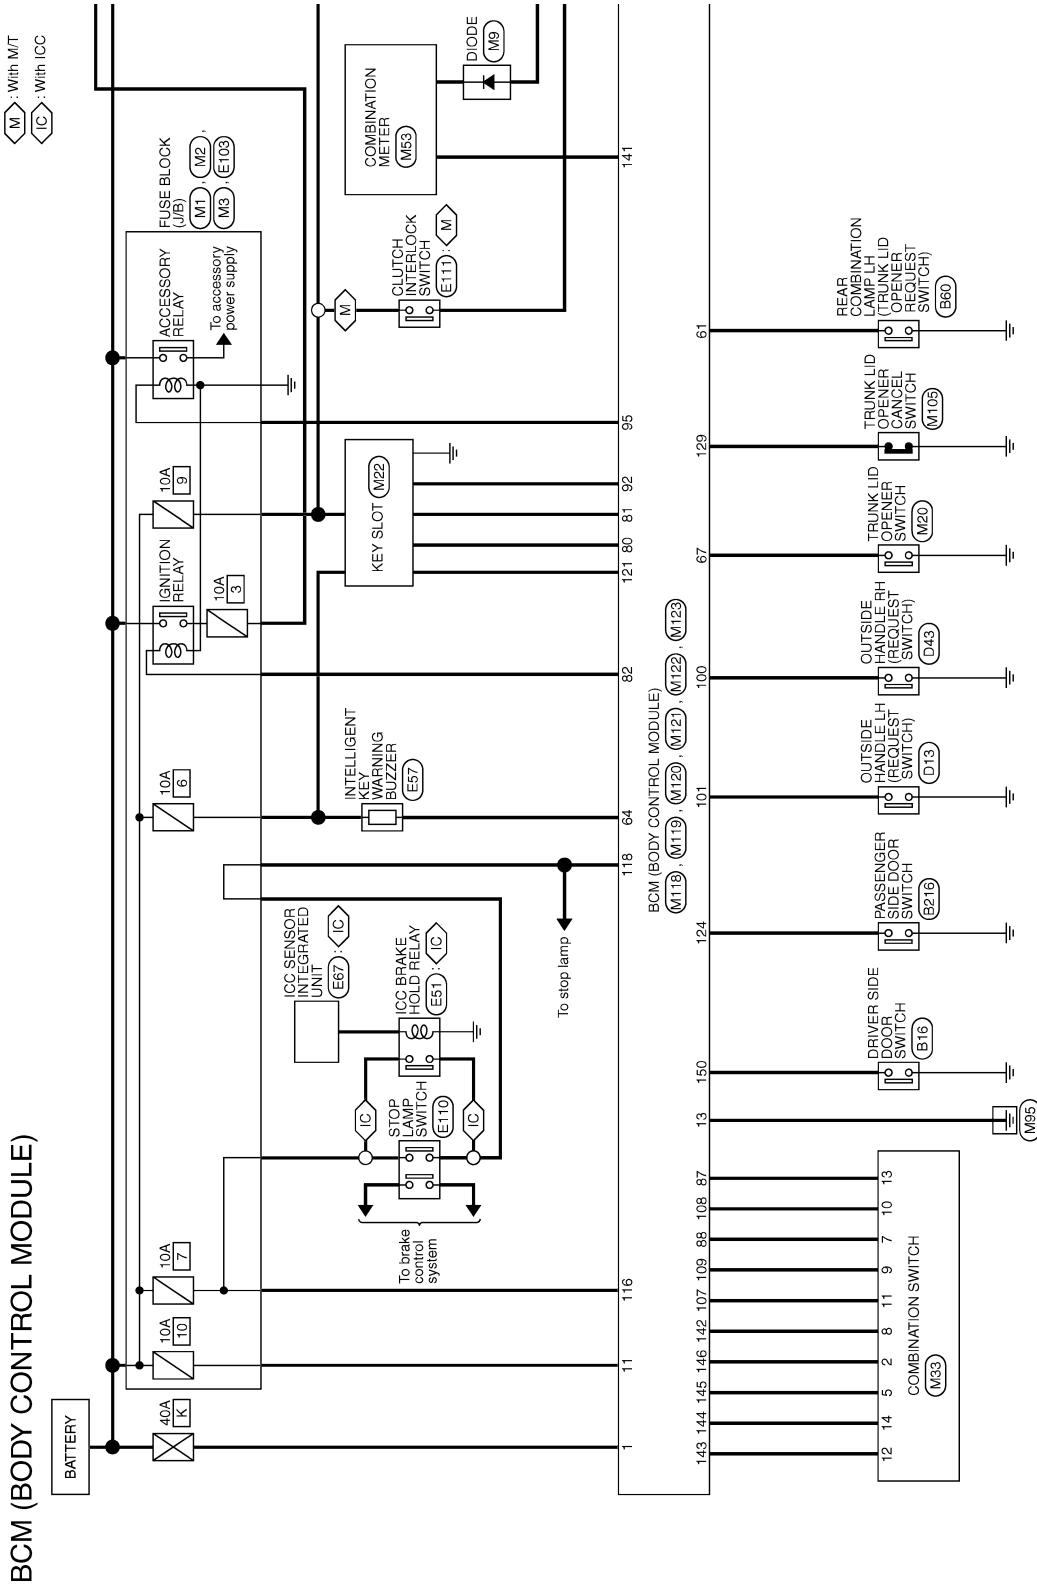 BCM (BODY CONTROL MODULE)
M : With M/T
IC : With ICC
BATTERY
40A
K
10A
10
10A
7
10A
6
IGNITION
RELAY
10A
3
10A
9
ACCESSORY
RELAY
To accessory
power supply
FUSE BLOCK
(J/B)
M1 , M2 ,
M3 , E103
To brake
control
system
STOP
LAMP
SWITCH
E110
IC
IC
ICC SENSOR
INTEGRATED
UNIT
E67 : IC
ICC BRAKE
HOLD RELAY
E51 : IC
To stop lamp
INTELLIGENT
KEY
WARNING
BUZZER
E57
KEY SLOT
M22
M
CLUTCH
INTERLOCK
SWITCH
E111 : M
COMBINATION
METER
M53
DIODE
M9
1
11
116
118
64
82
121
80
81
92
95
141
BCM (BODY CONTROL MODULE)
M118 , M119 , M120 , M121 , M122 , M123
143
144
145
146
142
107
109
88
108
87
13
150
124
101
100
67
129
61
12
14
5
2
8
11
9
7
10
13
COMBINATION SWITCH
M33
M95
DRIVER SIDE
DOOR
SWITCH
B16
PASSENGER
SIDE DOOR
SWITCH
B216
OUTSIDE
HANDLE LH
(REQUEST
SWITCH)
D13
OUTSIDE
HANDLE RH
(REQUEST
SWITCH)
D43
TRUNK LID
OPENER
SWITCH
M20
TRUNK LID
OPENER
CANCEL
SWITCH
M105
REAR
COMBINATION
LAMP LH
(TRUNK LID
OPENER
REQUEST
SWITCH)
B60